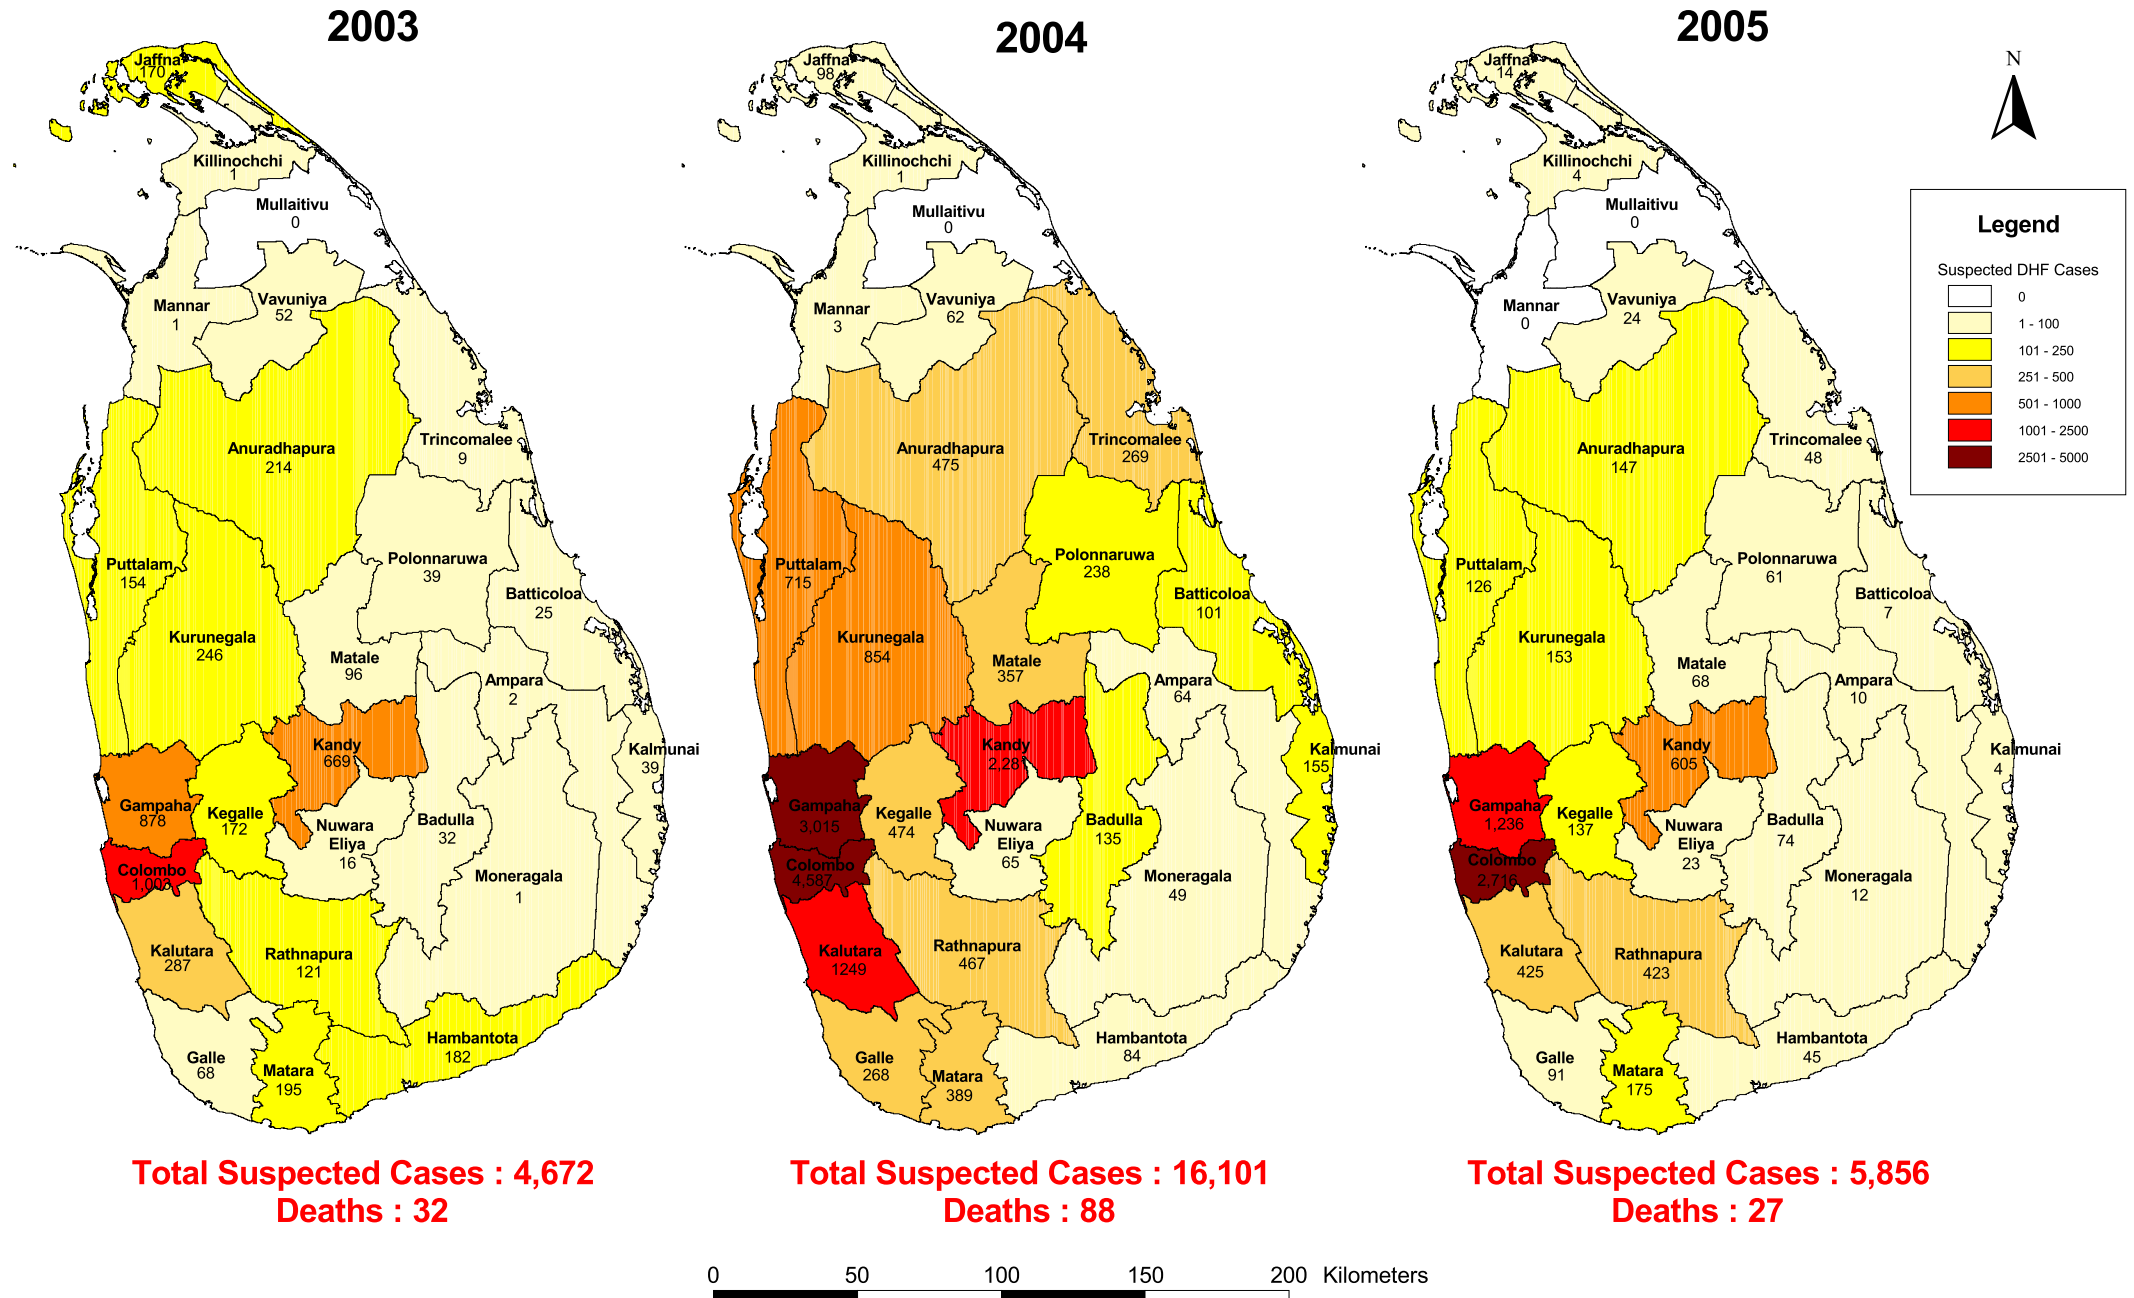 2003
Jaffna
170
Killinochchi
1
Mullaitivu
0
Mannar
1
Vavuniya
52
Anuradhapura
214
Trincomalee
9
Puttalam
154
Polonnaruwa
39
Batticoloa
25
Kurunegala
246
Matale
96
Ampara
2
Kandy
669
Kalmunai
39
Gampaha
878
Kegalle
172
Nuwara
Eliya
16
Badulla
32
Colombo
1,003
Moneragala
1
Kalutara
287
Rathnapura
121
Hambantota
182
Galle
68
Matara
195
Total Suspected Cases : 4,672
Deaths : 32
2004
Jaffna
98
Killinochchi
1
Mullaitivu
0
Mannar
3
Vavuniya
62
Anuradhapura
475
Trincomalee
269
Puttalam
715
Polonnaruwa
238
Batticoloa
101
Kurunegala
854
Matale
357
Ampara
64
Kandy
Kalmunai
155
Gampaha
3,015
Kegalle
474
Nuwara
Eliya
65
Badulla
135
Colombo
4,587
Moneragala
49
Kalutara
1249
Rathnapura
467
Hambantota
84
Galle
268
Matara
389
Total Suspected Cases : 16,101
Deaths : 88
2005
Jaffna
14
Killinochchi
4
Mullaitivu
0
Mannar
0
Vavuniya
24
Anuradhapura
147
Trincomalee
48
Puttalam
126
Polonnaruwa
61
Batticoloa
7
Kurunegala
153
Matale
68
Ampara
10
Kandy
605
Kalmunai
4
Gampaha
1,236
Kegalle
137
Nuwara
Eliya
23
Badulla
74
Colombo
2,716
Moneragala
12
Kalutara
425
Rathnapura
423
Hambantota
45
Galle
91
Matara
175
Total Suspected Cases : 5,856
Deaths : 27
N
Legend
Suspected DHF Cases
0
1 - 100
101 - 250
251 - 500
501 - 1000
1001 - 2500
2501 - 5000
0 50 100 150 200 Kilometers